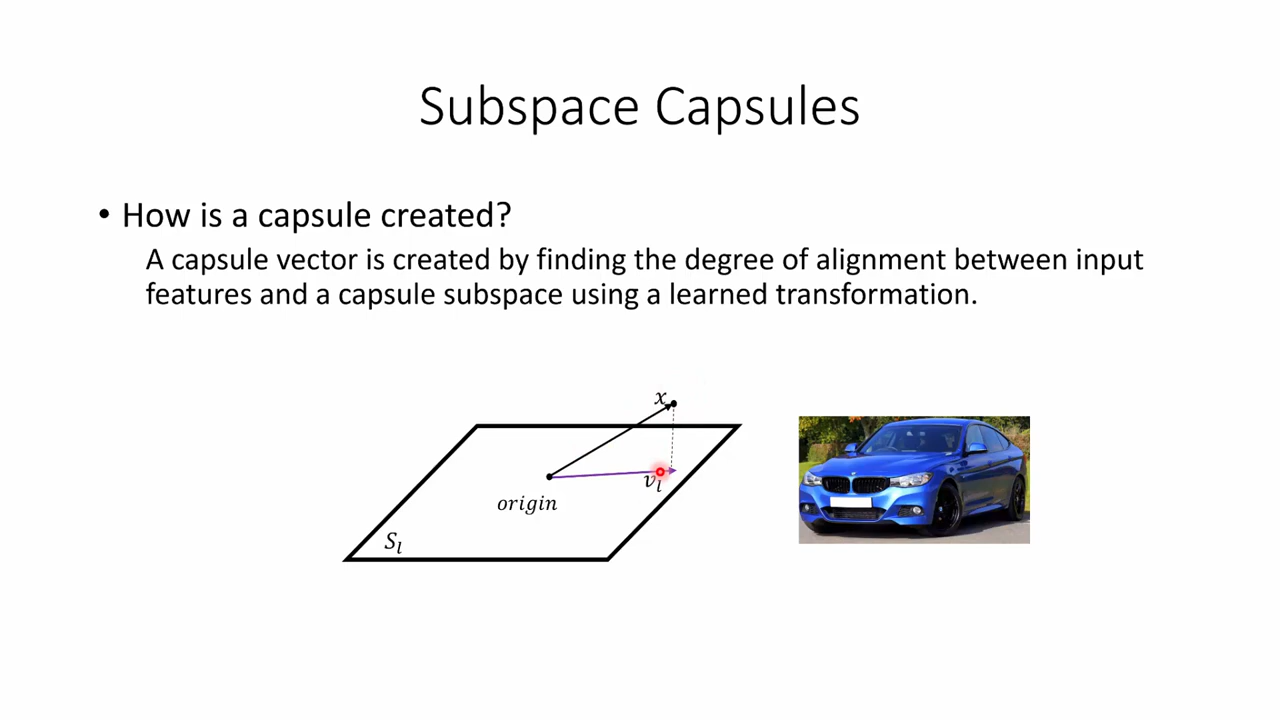 Subspace Capsules
• How is a capsule created?
A capsule vector is created by finding the degree of alignment between input
features and a capsule subspace using a learned transformation.
x
v_l
origin
S_l